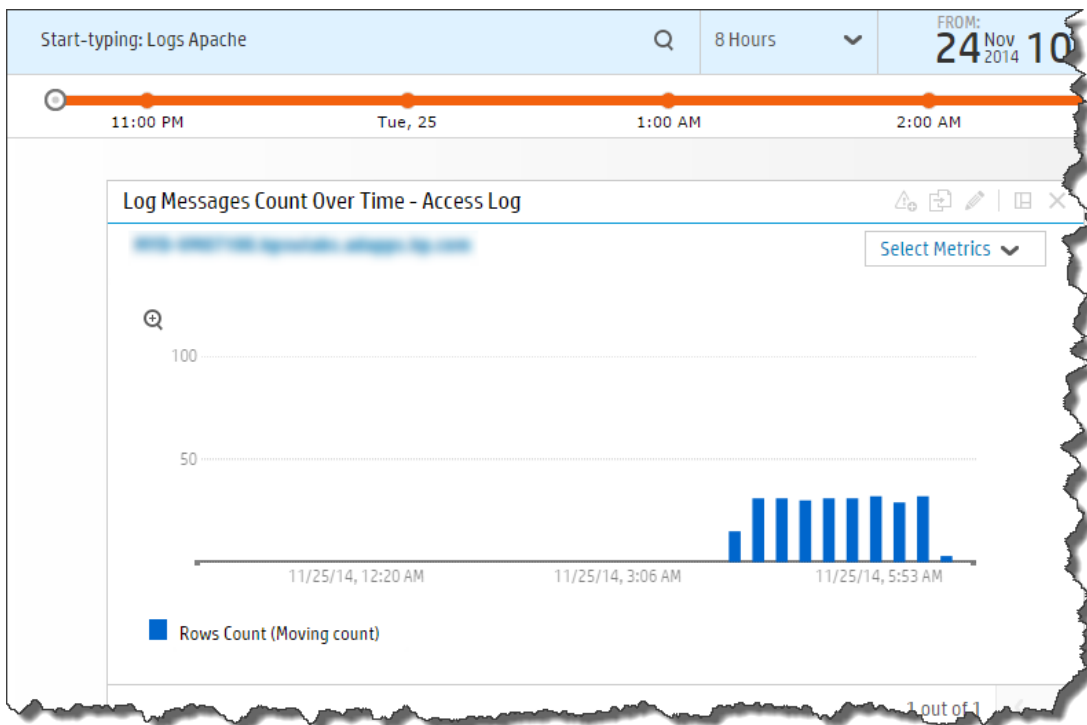 Start-typing: Logs Apache
8 Hours
FROM:
24 Nov 2014 10
11:00 PM
Tue, 25
1:00 AM
2:00 AM
Log Messages Count Over Time - Access Log
Select Metrics
100
50
11/25/14, 12:20 AM
11/25/14, 3:06 AM
11/25/14, 5:53 AM
Rows Count (Moving count)
1 out of 1